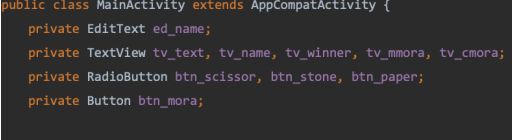 public class MainActivity extends AppCompatActivity {
private EditText ed_name;
private TextView tv_text, tv_name, tv_winner, tv_mmora, tv_cmora;
private RadioButton btn_scissor, btn_stone, btn_paper;
private Button btn_mora;